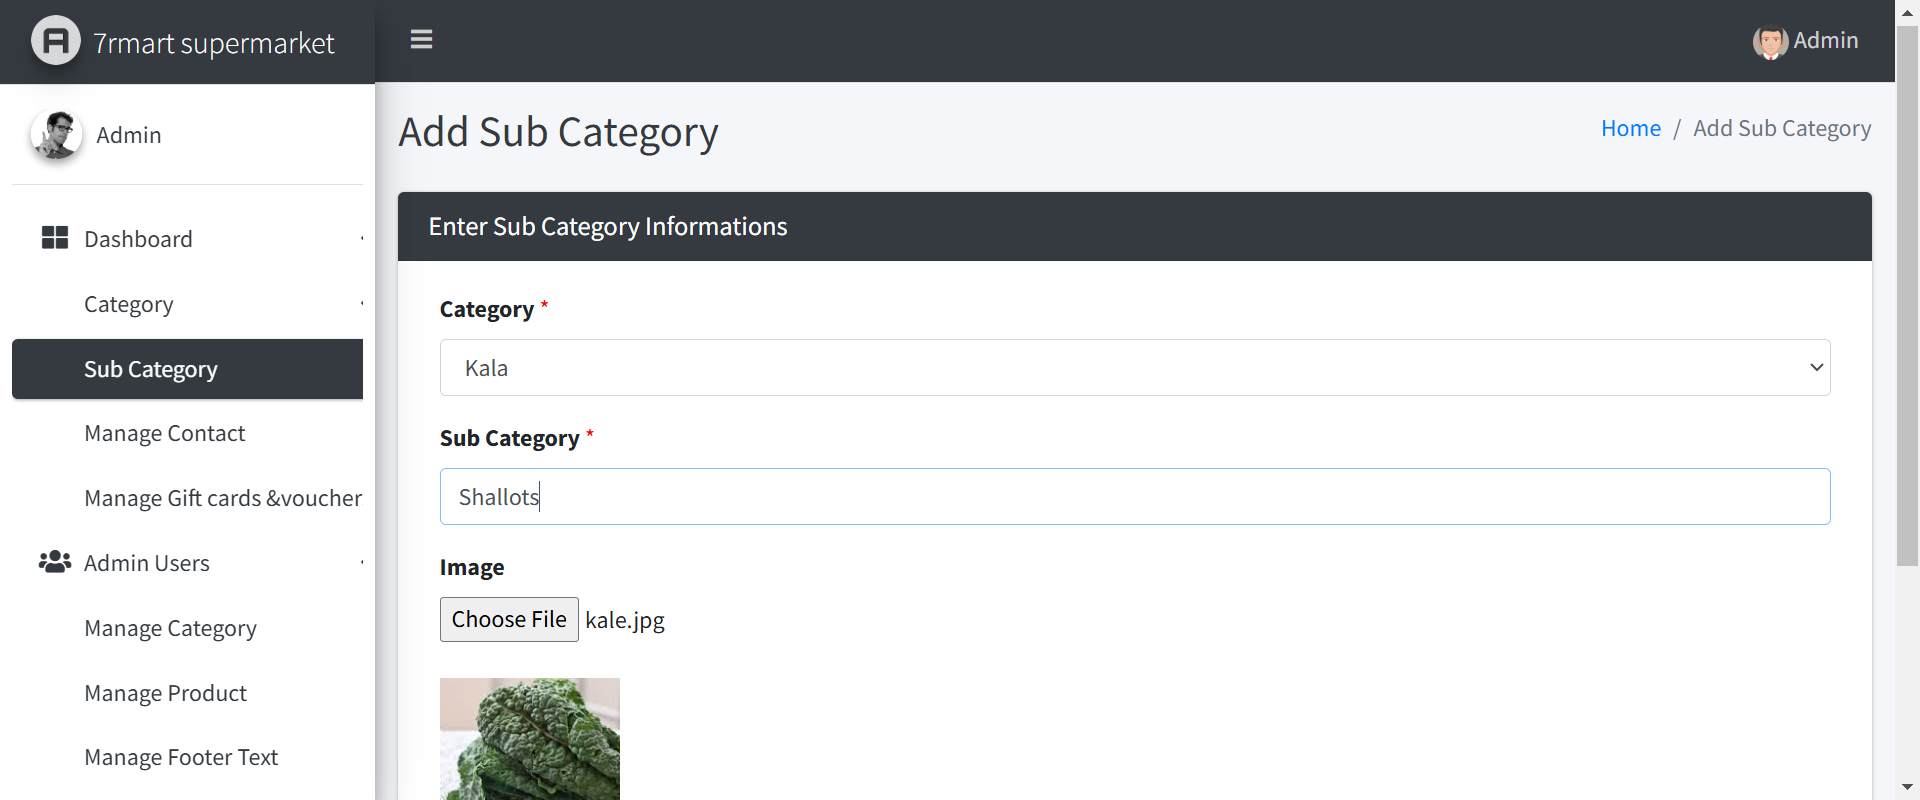 7rmart supermarket
Admin
Admin
Dashboard
Category
Sub Category
Manage Contact
Manage Gift cards &voucher
Admin Users
Manage Category
Manage Product
Manage Footer Text
Add Sub Category
Home / Add Sub Category
Enter Sub Category Informations
Category *
Kala
Sub Category *
Shallots
Image
Choose File kale.jpg